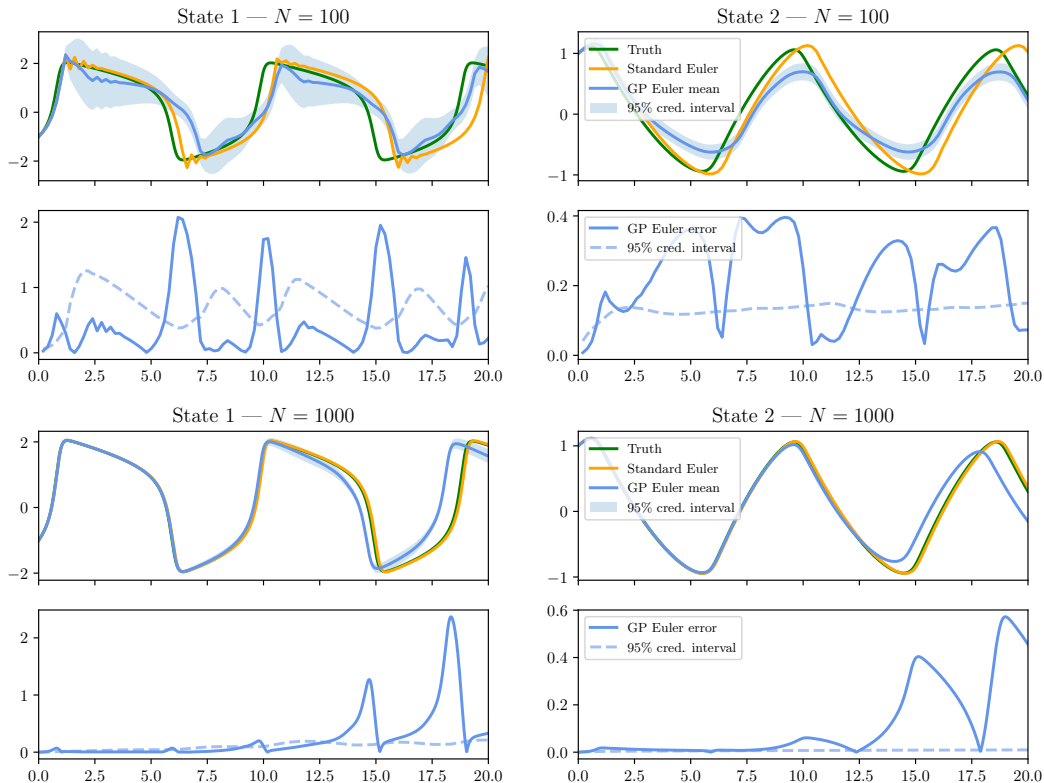 State 1 — N = 100
2
0
−2
State 2 — N = 100
1
0
−1
Truth
Standard Euler
GP Euler mean
95% cred. interval
2
1
0
0.0 2.5 5.0 7.5 10.0 12.5 15.0 17.5 20.0
0.4
0.2
0.0
GP Euler error
95% cred. interval
0.0 2.5 5.0 7.5 10.0 12.5 15.0 17.5 20.0
State 1 — N = 1000
2
0
−2
State 2 — N = 1000
1
0
−1
Truth
Standard Euler
GP Euler mean
95% cred. interval
2
1
0
0.0 2.5 5.0 7.5 10.0 12.5 15.0 17.5 20.0
0.6
0.4
0.2
0.0
GP Euler error
95% cred. interval
0.0 2.5 5.0 7.5 10.0 12.5 15.0 17.5 20.0